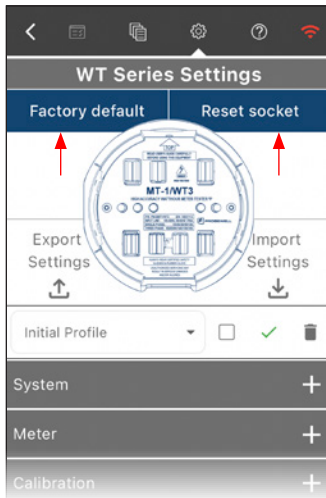 WT Series Settings
Factory default
Reset socket
TOP
MT-1/WT3
Export
Settings
Import
Settings
Initial Profile
System
Meter
Calibration